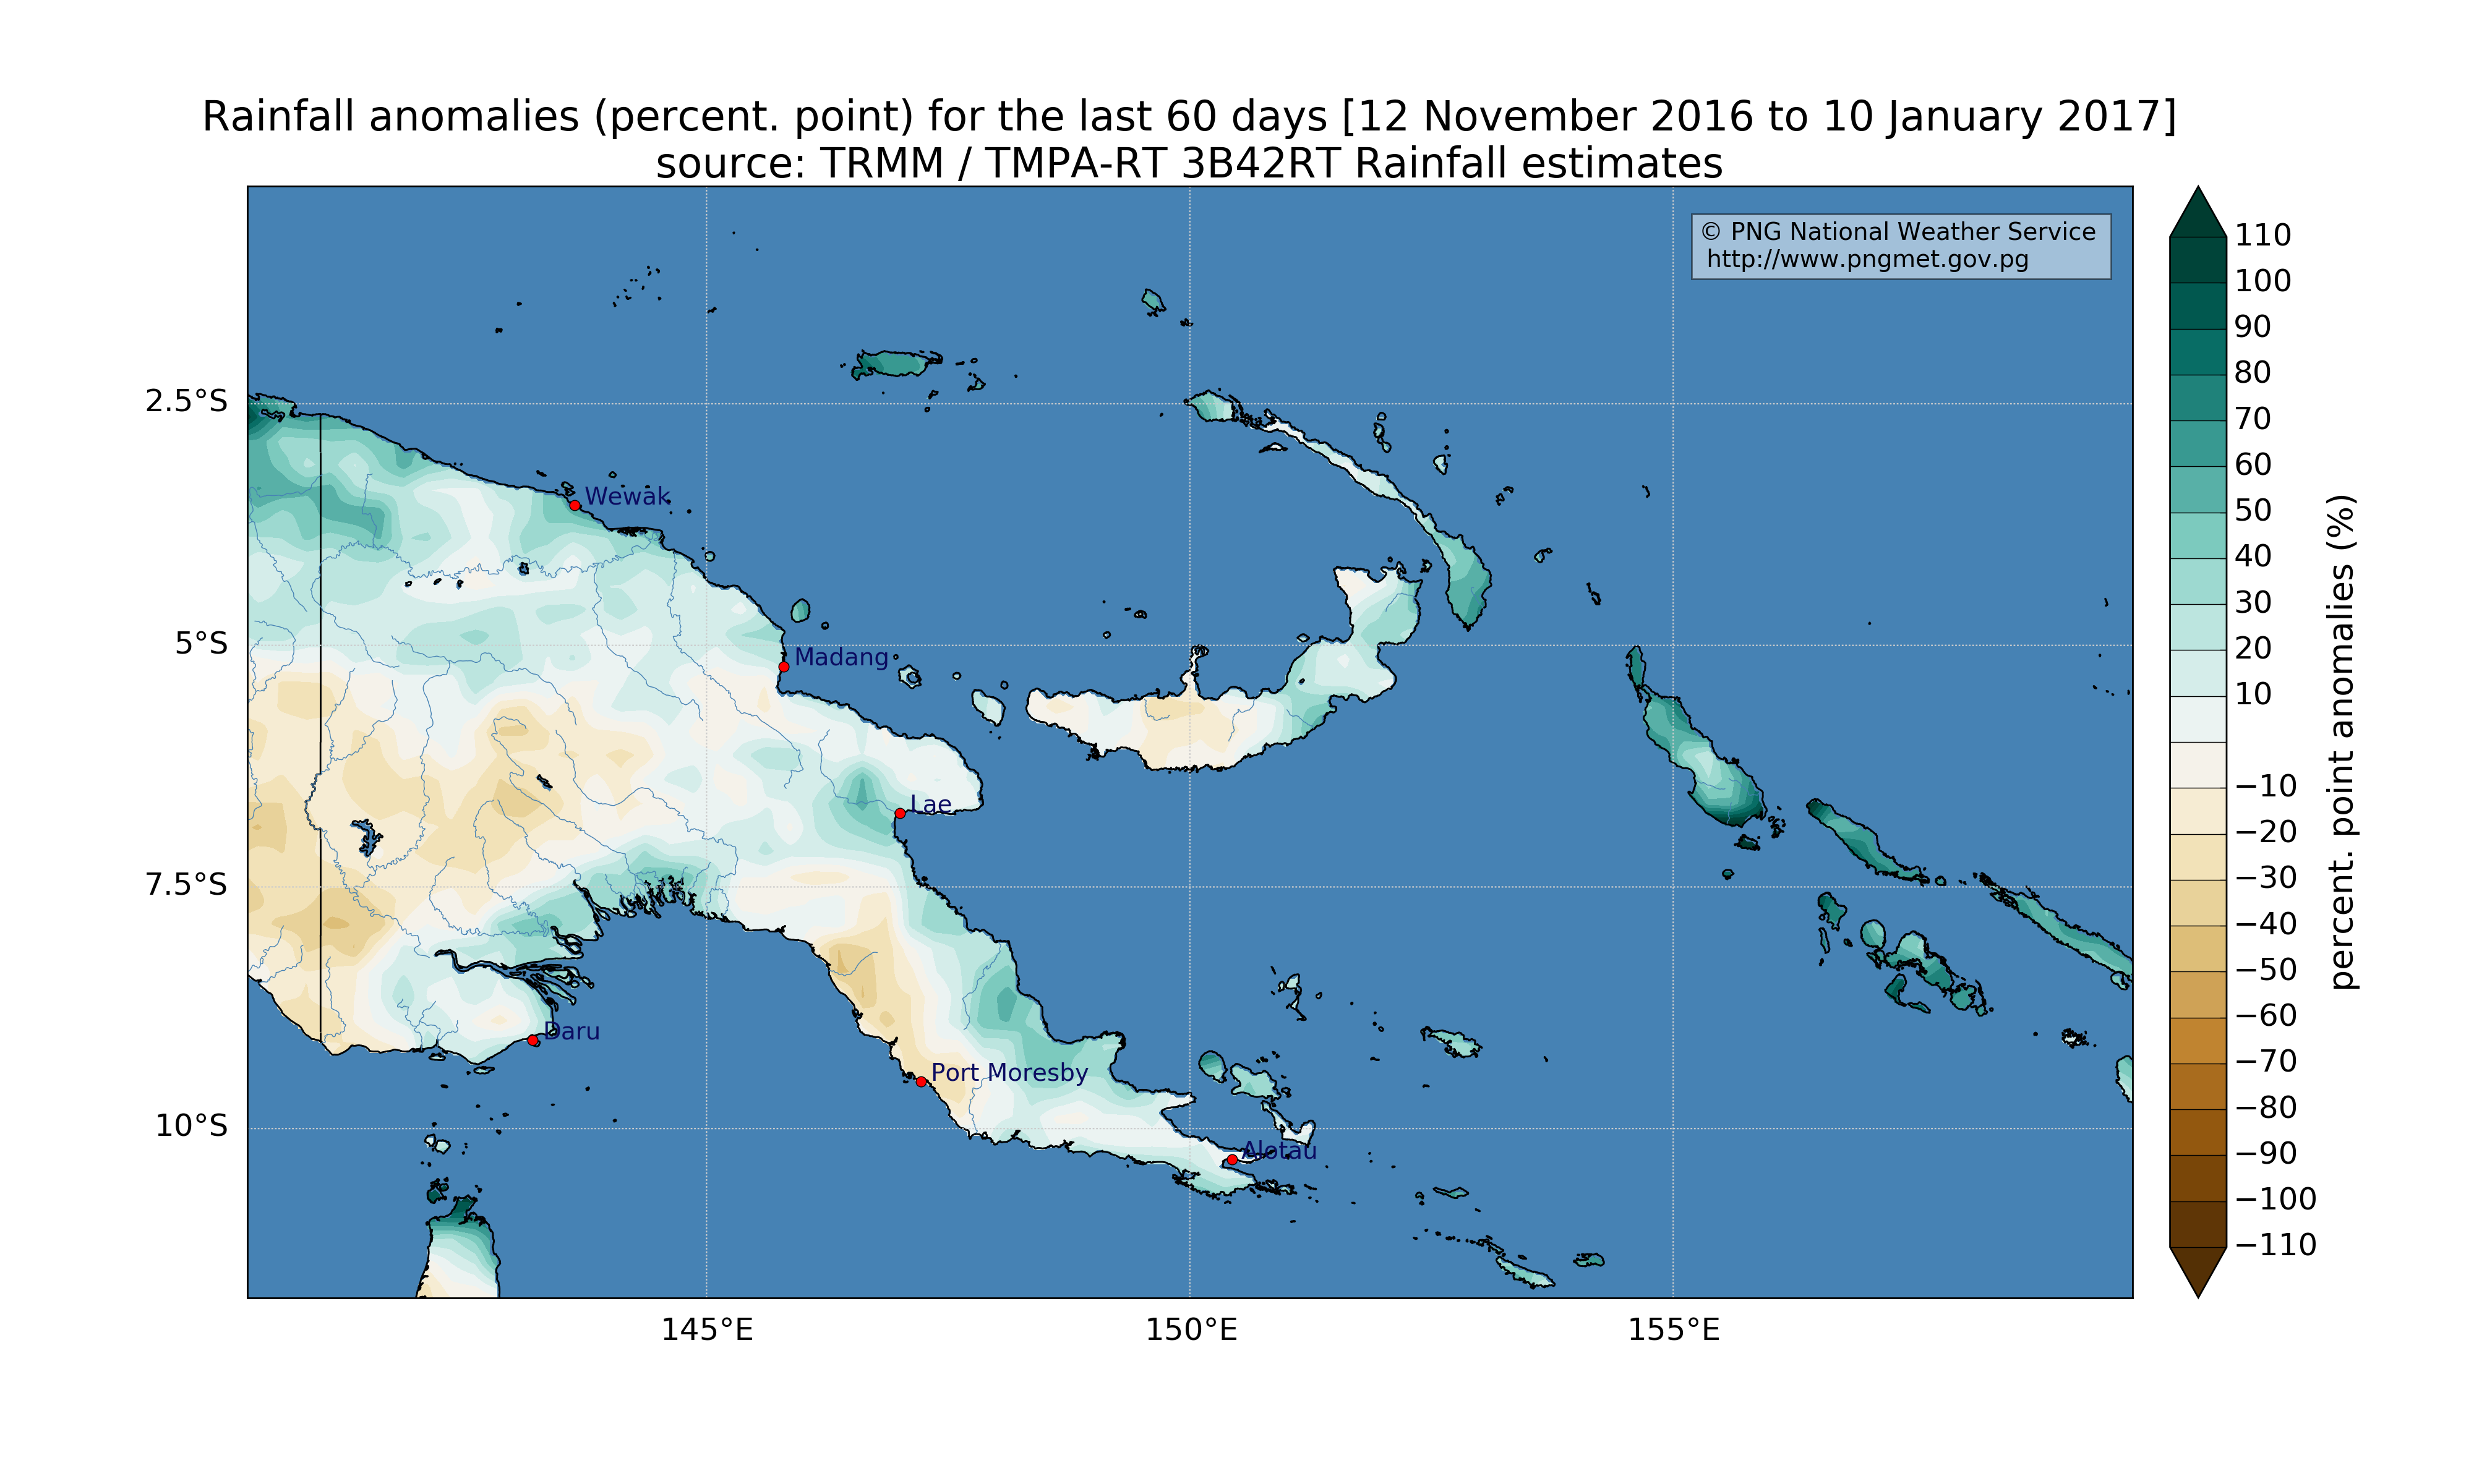 Rainfall anomalies (percent. point) for the last 60 days [12 November 2016 to 10 January 2017]
source: TRMM / TMPA-RT 3B42RT Rainfall estimates
© PNG National Weather Service
http://www.pngmet.gov.pg
2.5°S
5°S
7.5°S
10°S
Wewak
Madang
Lae
Daru
Port Moresby
Alotau
145°E
150°E
155°E
110
100
90
80
70
60
50
40
30
20
10
−10
−20
−30
−40
−50
−60
−70
−80
−90
−100
−110
percent. point anomalies (%)